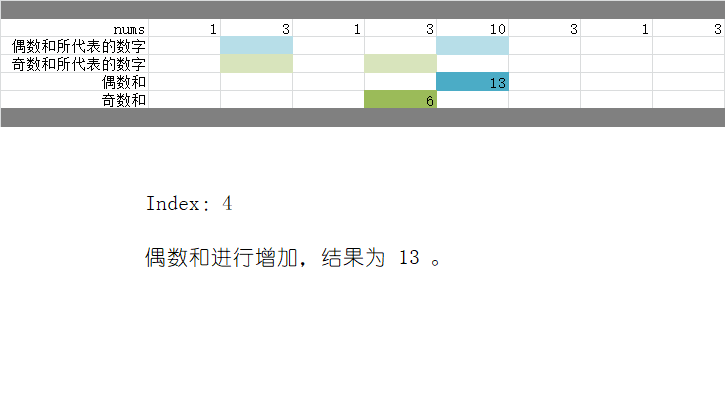 nums 1 3 1 3 10 3 1 3
偶数和所代表的数字
奇数和所代表的数字
偶数和 13
奇数和 6
Index: 4
偶数和进行增加，结果为 13 。